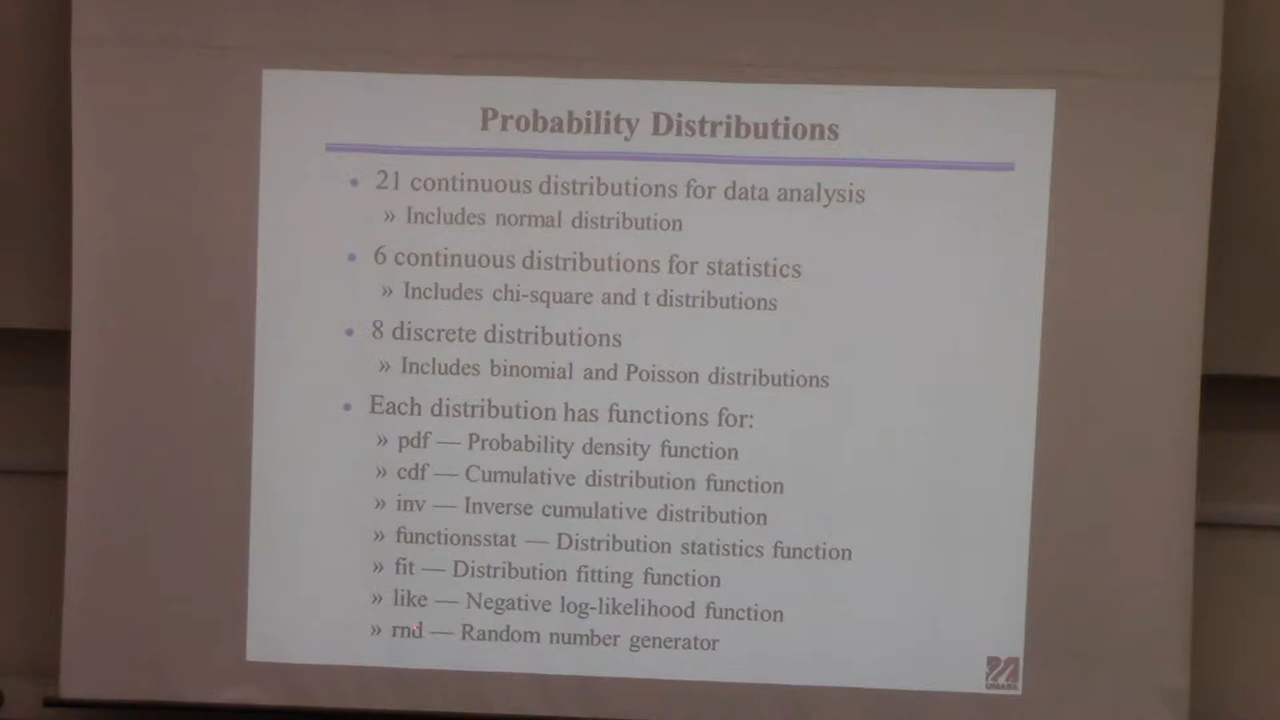 Probability Distributions
• 21 continuous distributions for data analysis
» Includes normal distribution
• 6 continuous distributions for statistics
» Includes chi-square and t distributions
• 8 discrete distributions
» Includes binomial and Poisson distributions
• Each distribution has functions for:
» pdf — Probability density function
» cdf — Cumulative distribution function
» inv — Inverse cumulative distribution
» functionsstat — Distribution statistics function
» fit — Distribution fitting function
» like — Negative log-likelihood function
» rnd — Random number generator
UMASS